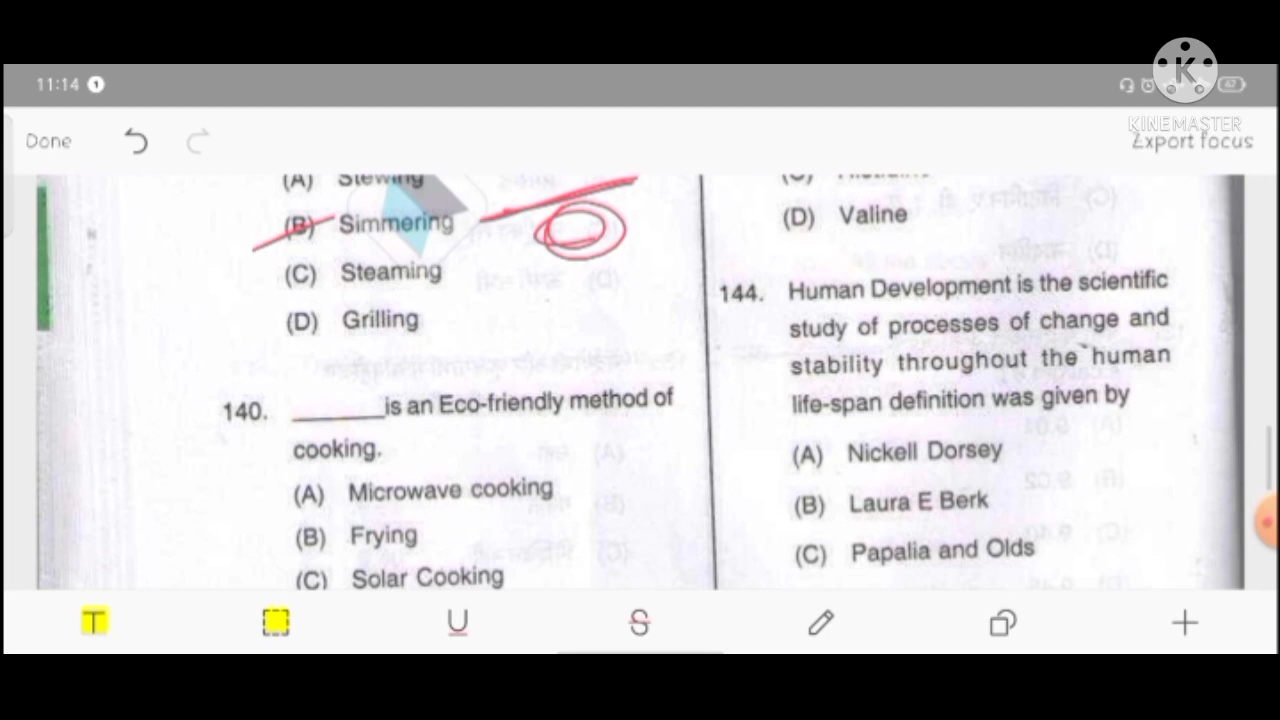 11:14
KINEMASTER
Done
Export focus
(A) Stewing
(B) Simmering
(C) Steaming
(D) Grilling
140. ________is an Eco-friendly method of
cooking.
(A) Microwave cooking
(B) Frying
(C) Solar Cooking
(D) Valine
144. Human Development is the scientific
study of processes of change and
stability throughout the human
life-span definition was given by
(A) Nickell Dorsey
(B) Laura E Berk
(C) Papalia and Olds
T
U
S